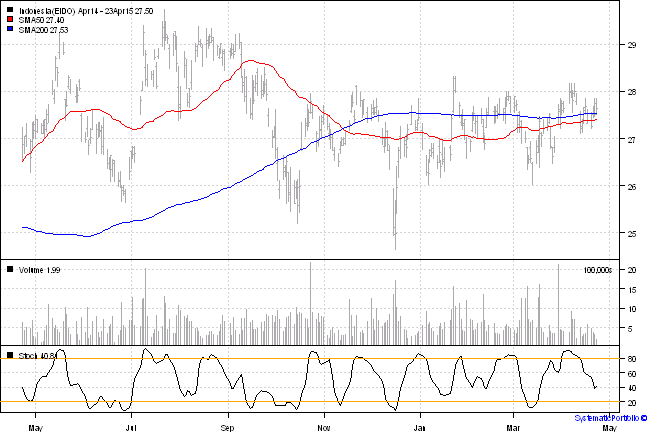 Indonesia(EIDO) Apr14 - 23Apr15 27.50
SMA50 27.40
SMA200 27.53
29
28
27
26
25
Volume 1.99
100,000s
20
15
10
5
Stoch 40.81
80
60
40
20
May
Jul
Sep
Nov
Jan
Mar
May
SystematicPortfolio ©